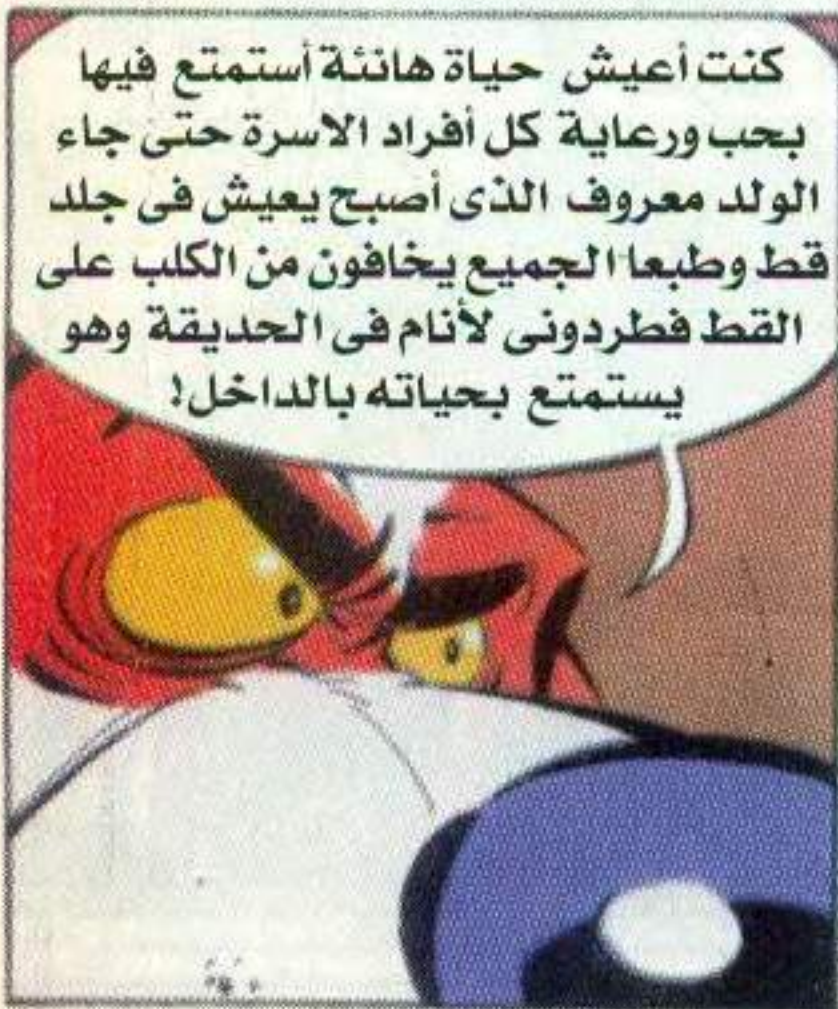 كنت أعيش حياة هانئة أستمتع فيها
بحب ورعاية كل أفراد الاسرة حتى جاء
الولد معروف الذى أصبح يعيش فى جلد
قط وطبعا الجميع يخافون من الكلب على
القط فطردونى لأنام فى الحديقة وهو
يستمتع بحياته بالداخل!